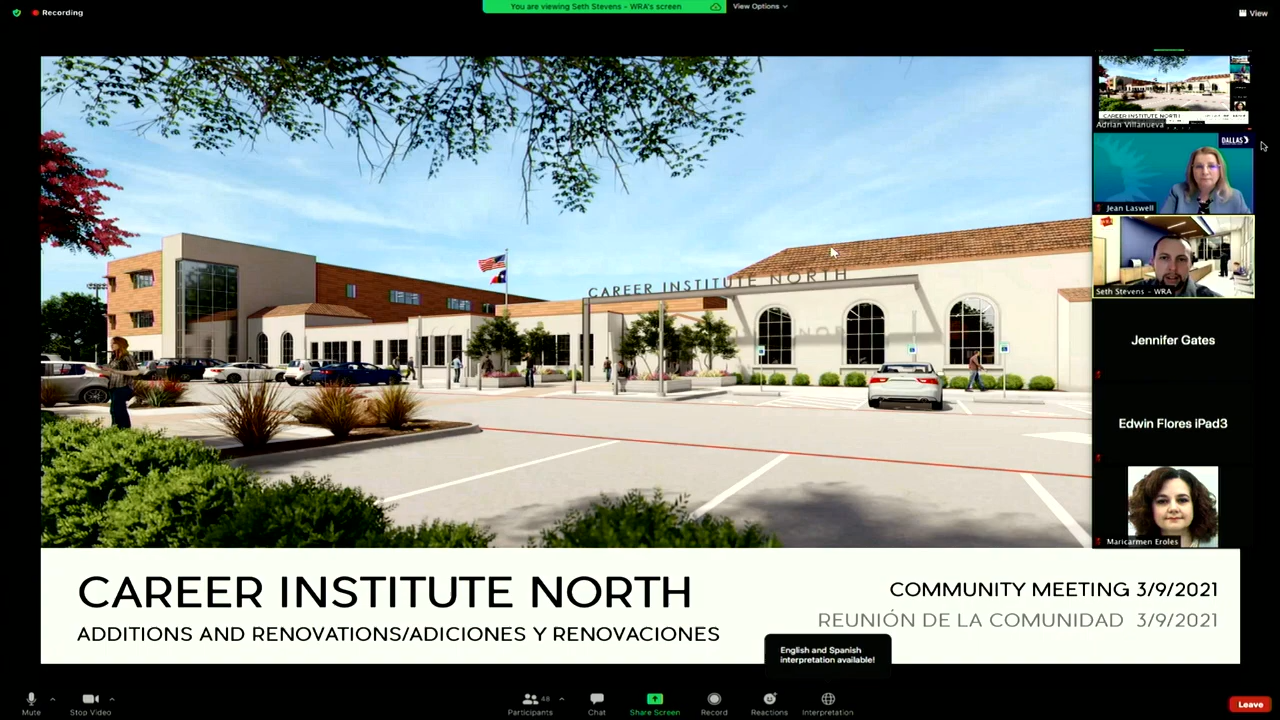 Recording
You are viewing Seth Stevens - WRA's screen
View Options
View
CAREER INSTITUTE NORTH
Adrian Villanueva
DALLAS
Jean Laswell
Seth Stevens - WRA
Jennifer Gates
Edwin Flores iPad3
Maricarmen Eroles
CAREER INSTITUTE NORTH
ADDITIONS AND RENOVATIONS/ADICIONES Y RENOVACIONES
COMMUNITY MEETING 3/9/2021
REUNIÓN DE LA COMUNIDAD 3/9/2021
English and Spanish
interpretation available!
Mute
Stop Video
Participants
48
Chat
Share Screen
Record
Reactions
Interpretation
Leave